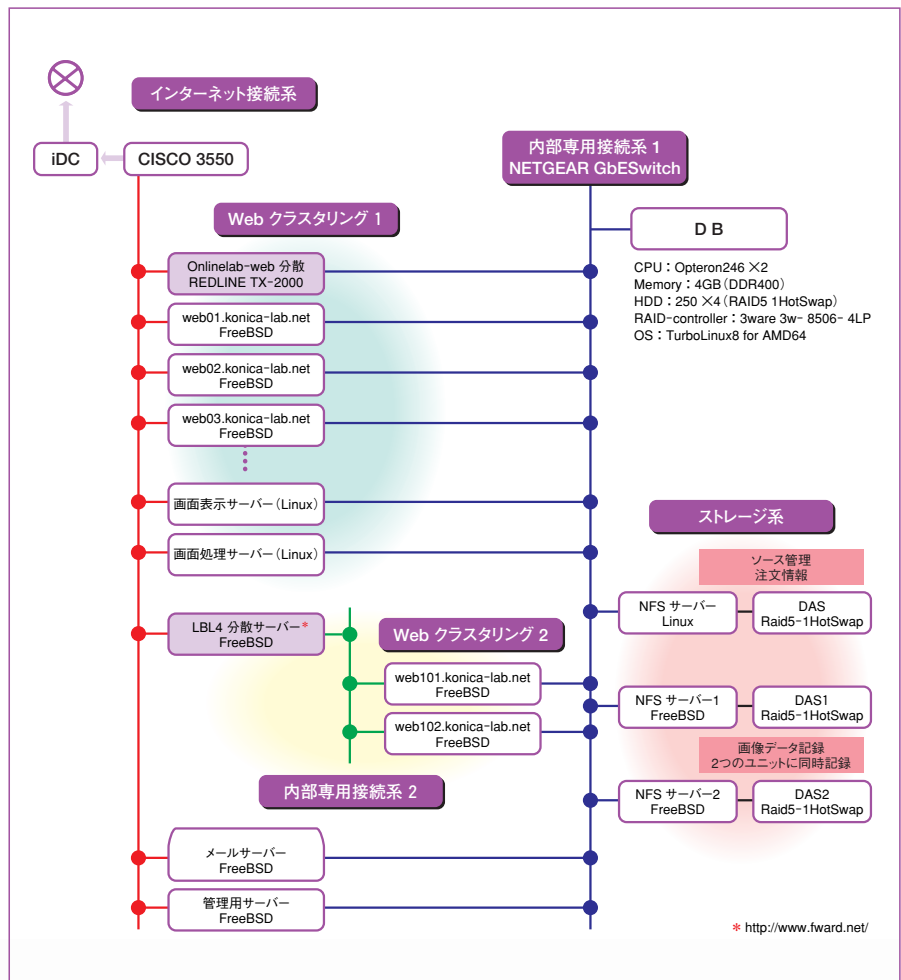 インターネット接続系
iDC
CISCO 3550
内部専用接続系 1
NETGEAR GbESwitch
Web クラスタリング 1
D B
CPU：Opteron246 ×2
Memory：4GB（DDR400）
HDD：250 ×4（RAID5 1HotSwap）
RAID-controller：3ware 3w- 8506- 4LP
OS：TurboLinux8 for AMD64
Onlinelab-web 分散
REDLINE TX-2000
web01.konica-lab.net
FreeBSD
web02.konica-lab.net
FreeBSD
web03.konica-lab.net
FreeBSD
画面表示サーバー（Linux）
画面処理サーバー（Linux）
ストレージ系
ソース管理
注文情報
NFS サーバー
Linux
DAS
Raid5-1HotSwap
LBL4 分散サーバー*
FreeBSD
Web クラスタリング 2
web101.konica-lab.net
FreeBSD
web102.konica-lab.net
FreeBSD
NFS サーバー1
FreeBSD
DAS1
Raid5-1HotSwap
画像データ記録
2つのユニットに同時記録
内部専用接続系 2
NFS サーバー2
FreeBSD
DAS2
Raid5-1HotSwap
メールサーバー
FreeBSD
管理用サーバー
FreeBSD
* http://www.fward.net/